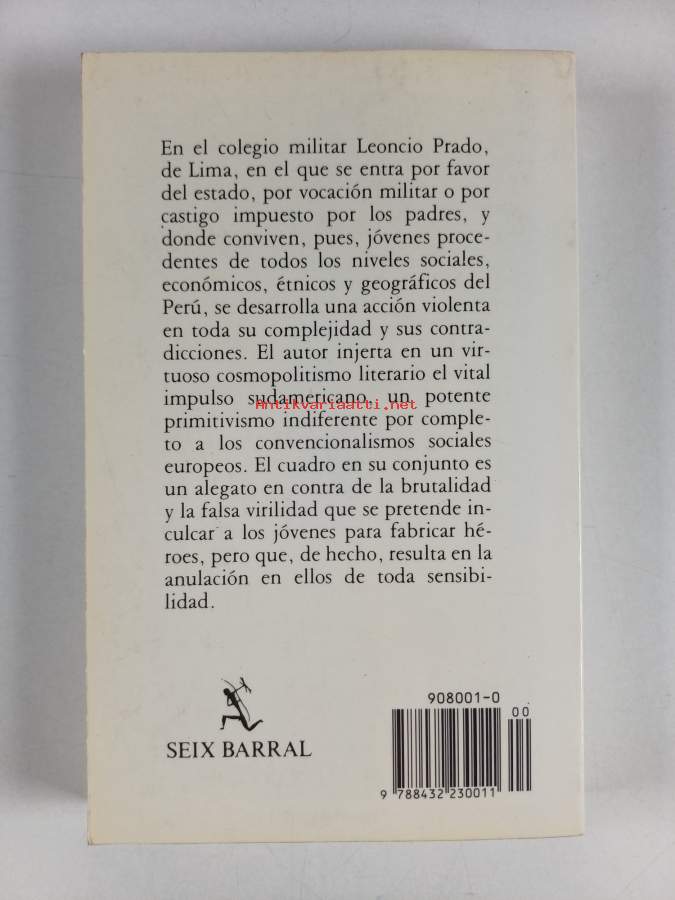 En el colegio militar Leoncio Prado,
de Lima, en el que se entra por favor
del estado, por vocación militar o por
castigo impuesto por los padres, y
donde conviven, pues, jóvenes proce-
dentes de todos los niveles sociales,
económicos, étnicos y geográficos del
Perú, se desarrolla una acción violenta
en toda su complejidad y sus contra-
dicciones. El autor injerta en un vir-
tuoso cosmopolitismo literario el vital
impulso sudamericano, un potente
Antikvariaatti.net
primitivismo indiferente por comple-
to a los convencionalismos sociales
europeos. El cuadro en su conjunto es
un alegato en contra de la brutalidad
y la falsa virilidad que se pretende in-
culcar a los jóvenes para fabricar hé-
roes, pero que, de hecho, resulta en la
anulación en ellos de toda sensibi-
lidad.
SEIX BARRAL
908001-0
00
9 788432 230011